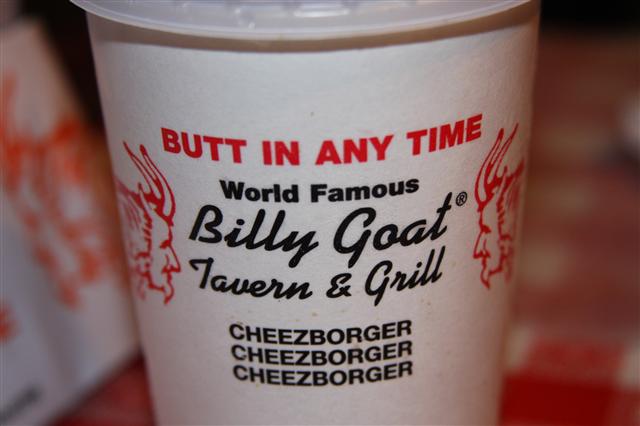 BUTT IN ANY TIME
World Famous
Billy Goat®
Tavern & Grill
CHEEZBORGER
CHEEZBORGER
CHEEZBORGER